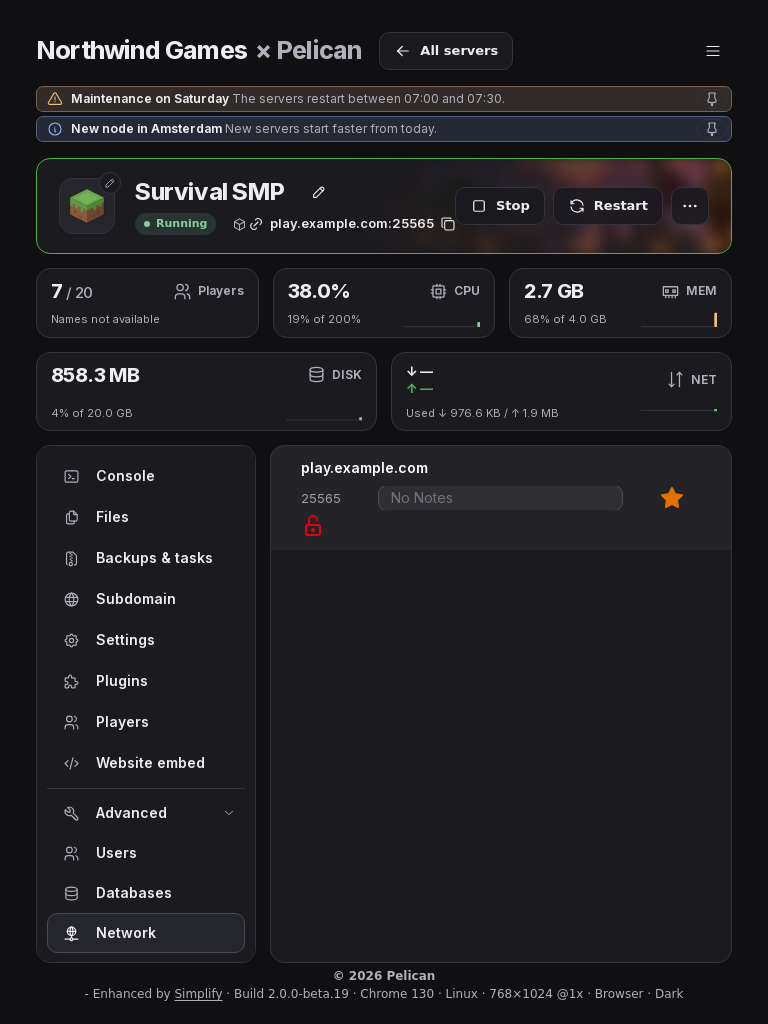 Northwind Games × Pelican
All servers
Maintenance on Saturday The servers restart between 07:00 and 07:30.
New node in Amsterdam New servers start faster from today.
Survival SMP
Running
play.example.com:25565
Stop
Restart
7 / 20
Players
Names not available
38.0%
CPU
19% of 200%
2.7 GB
MEM
68% of 4.0 GB
858.3 MB
DISK
4% of 20.0 GB
↓ —
↑ —
NET
Used ↓ 976.6 KB / ↑ 1.9 MB
Console
Files
Backups & tasks
Subdomain
Settings
Plugins
Players
Website embed
Advanced
Users
Databases
Network
play.example.com
25565
No Notes
© 2026 Pelican
- Enhanced by Simplify · Build 2.0.0-beta.19 · Chrome 130 · Linux · 768×1024 @1x · Browser · Dark